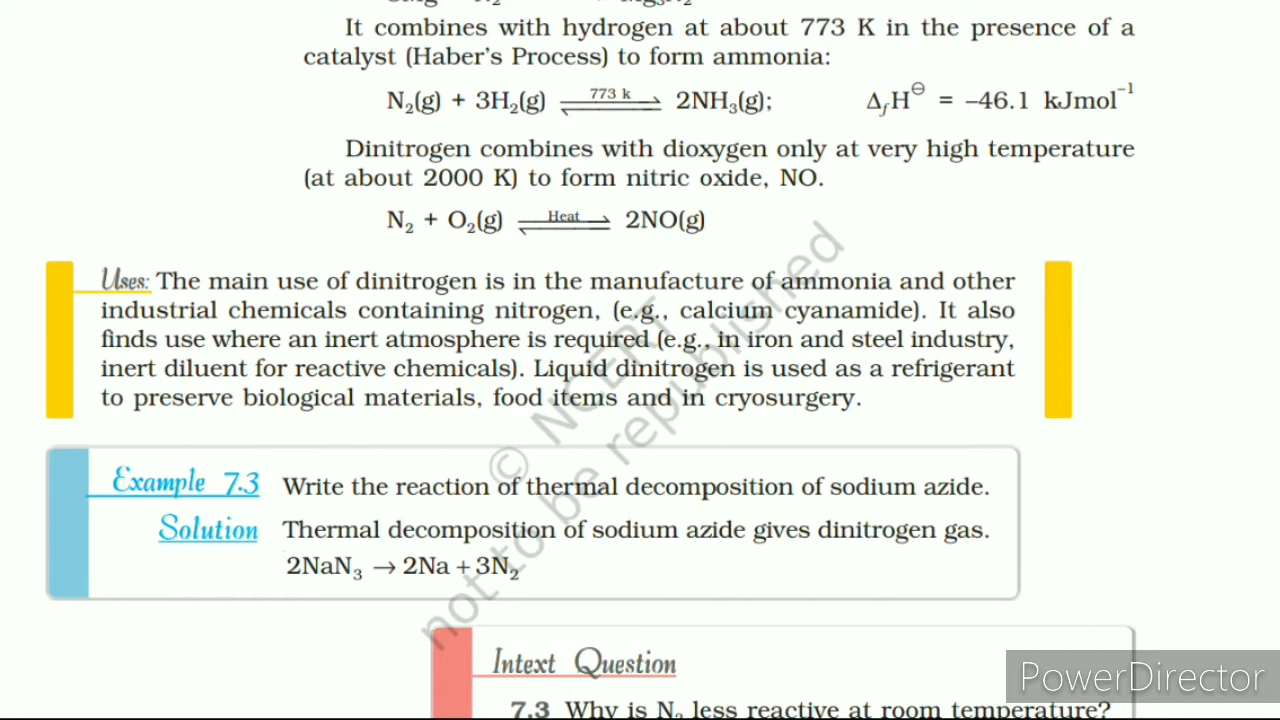 It combines with hydrogen at about 773 K in the presence of a
catalyst (Haber's Process) to form ammonia:
N₂(g) + 3H₂(g) ⇌ 773 k 2NH₃(g); ΔfH⊖ = –46.1 kJmol⁻¹
Dinitrogen combines with dioxygen only at very high temperature
(at about 2000 K) to form nitric oxide, NO.
N₂ + O₂(g) ⇌ Heat 2NO(g)
Uses: The main use of dinitrogen is in the manufacture of ammonia and other
industrial chemicals containing nitrogen, (e.g., calcium cyanamide). It also
finds use where an inert atmosphere is required (e.g., in iron and steel industry,
inert diluent for reactive chemicals). Liquid dinitrogen is used as a refrigerant
to preserve biological materials, food items and in cryosurgery.
Example 7.3 Write the reaction of thermal decomposition of sodium azide.
Solution Thermal decomposition of sodium azide gives dinitrogen gas.
2NaN₃ → 2Na + 3N₂
Intext Question
7.3 Why is N₂ less reactive at room temperature?
© NCERT
not to be republished
PowerDirector